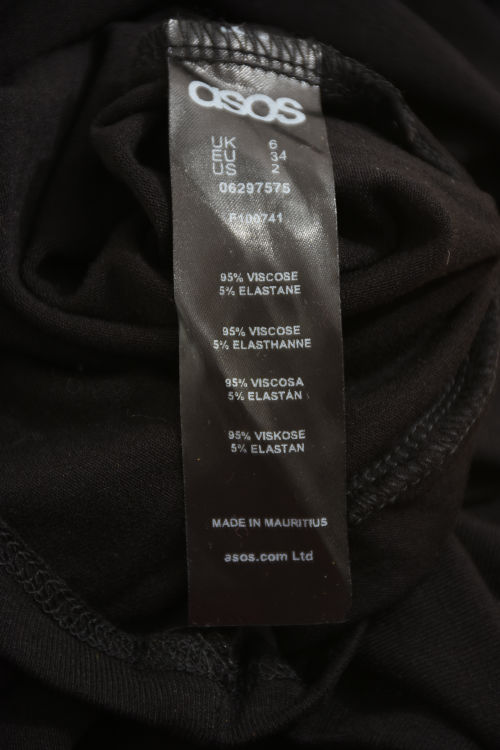 asos
UK 6
EU 34
US 2
06297575
F100741
95% VISCOSE
5% ELASTANE
95% VISCOSE
5% ELASTHANNE
95% VISCOSA
5% ELASTÁN
95% VISKOSE
5% ELASTAN
MADE IN MAURITIUS
asos.com Ltd